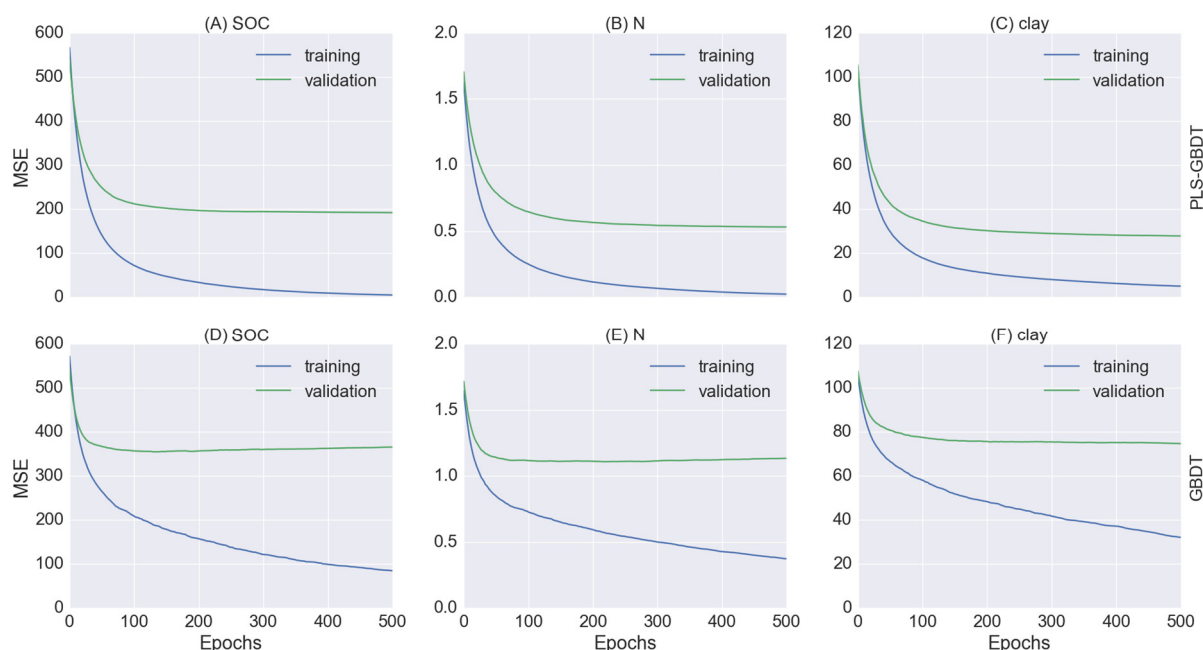 (A) SOC
(B) N
(C) clay
600
500
400
300
200
100
0
MSE
training
validation
2.0
1.5
1.0
0.5
0.0
training
validation
120
100
80
60
40
20
0
training
validation
PLS-GBDT
(D) SOC
(E) N
(F) clay
600
500
400
300
200
100
0
MSE
training
validation
0 100 200 300 400 500
Epochs
2.0
1.5
1.0
0.5
0.0
training
validation
0 100 200 300 400 500
Epochs
120
100
80
60
40
20
0
training
validation
0 100 200 300 400 500
Epochs
GBDT